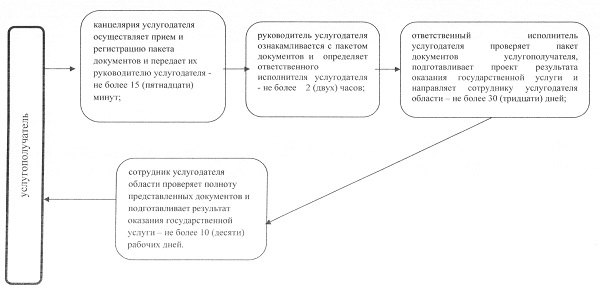 услугополучатель
канцелярия услугодателя
осуществляет прием и
регистрацию пакета
документов и передает их
руководителю услугодателя -
не более 15 (пятнадцати)
минут;
руководитель услугодателя
ознакамливается с пакетом
документов и определяет
ответственного
исполнителя услугодателя
- не более 2 (двух) часов;
ответственный исполнитель
услугодателя проверяет пакет
документов услугополучателя,
подготавливает проект результата
оказания государственной услуги и
направляет сотруднику услугодателя
области – не более 30 (тридцати) дней;
сотрудник услугодателя
области проверяет полноту
представленных документов и
подготавливает результат
оказания государственной
услуги – не более 10 (десяти)
рабочих дней.